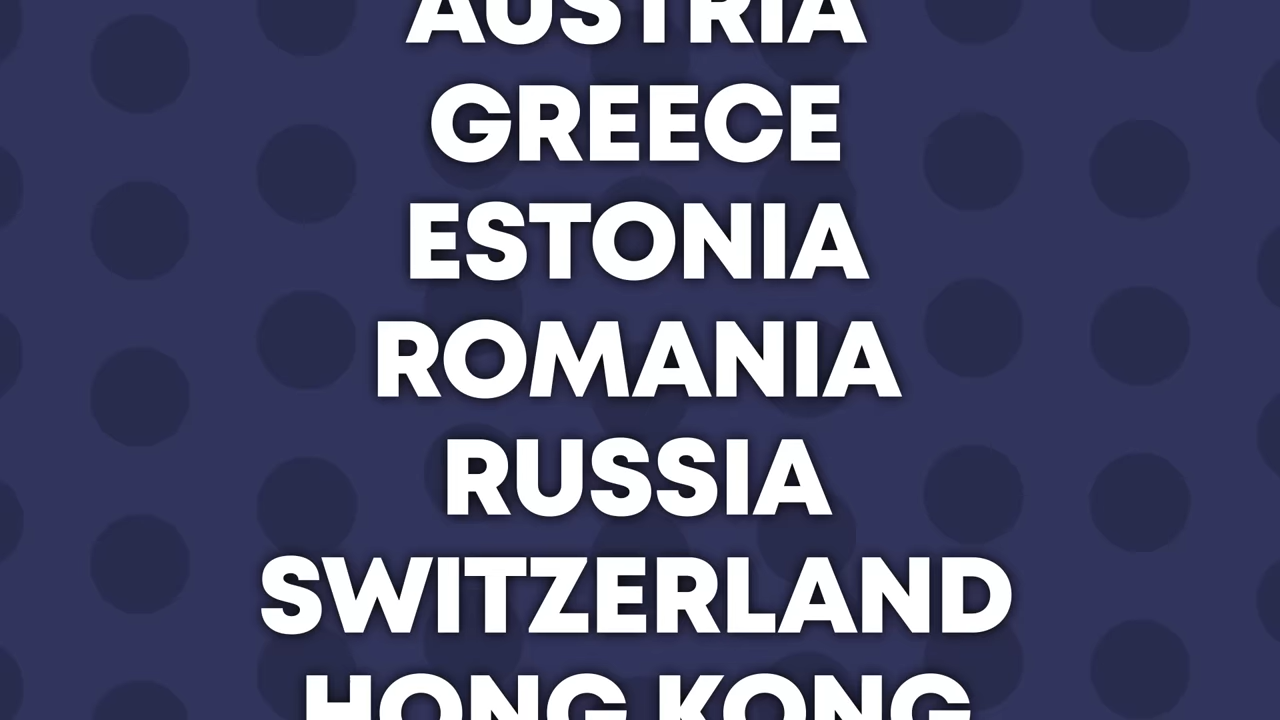 AUSTRIA
GREECE
ESTONIA
ROMANIA
RUSSIA
SWITZERLAND
HONG KONG